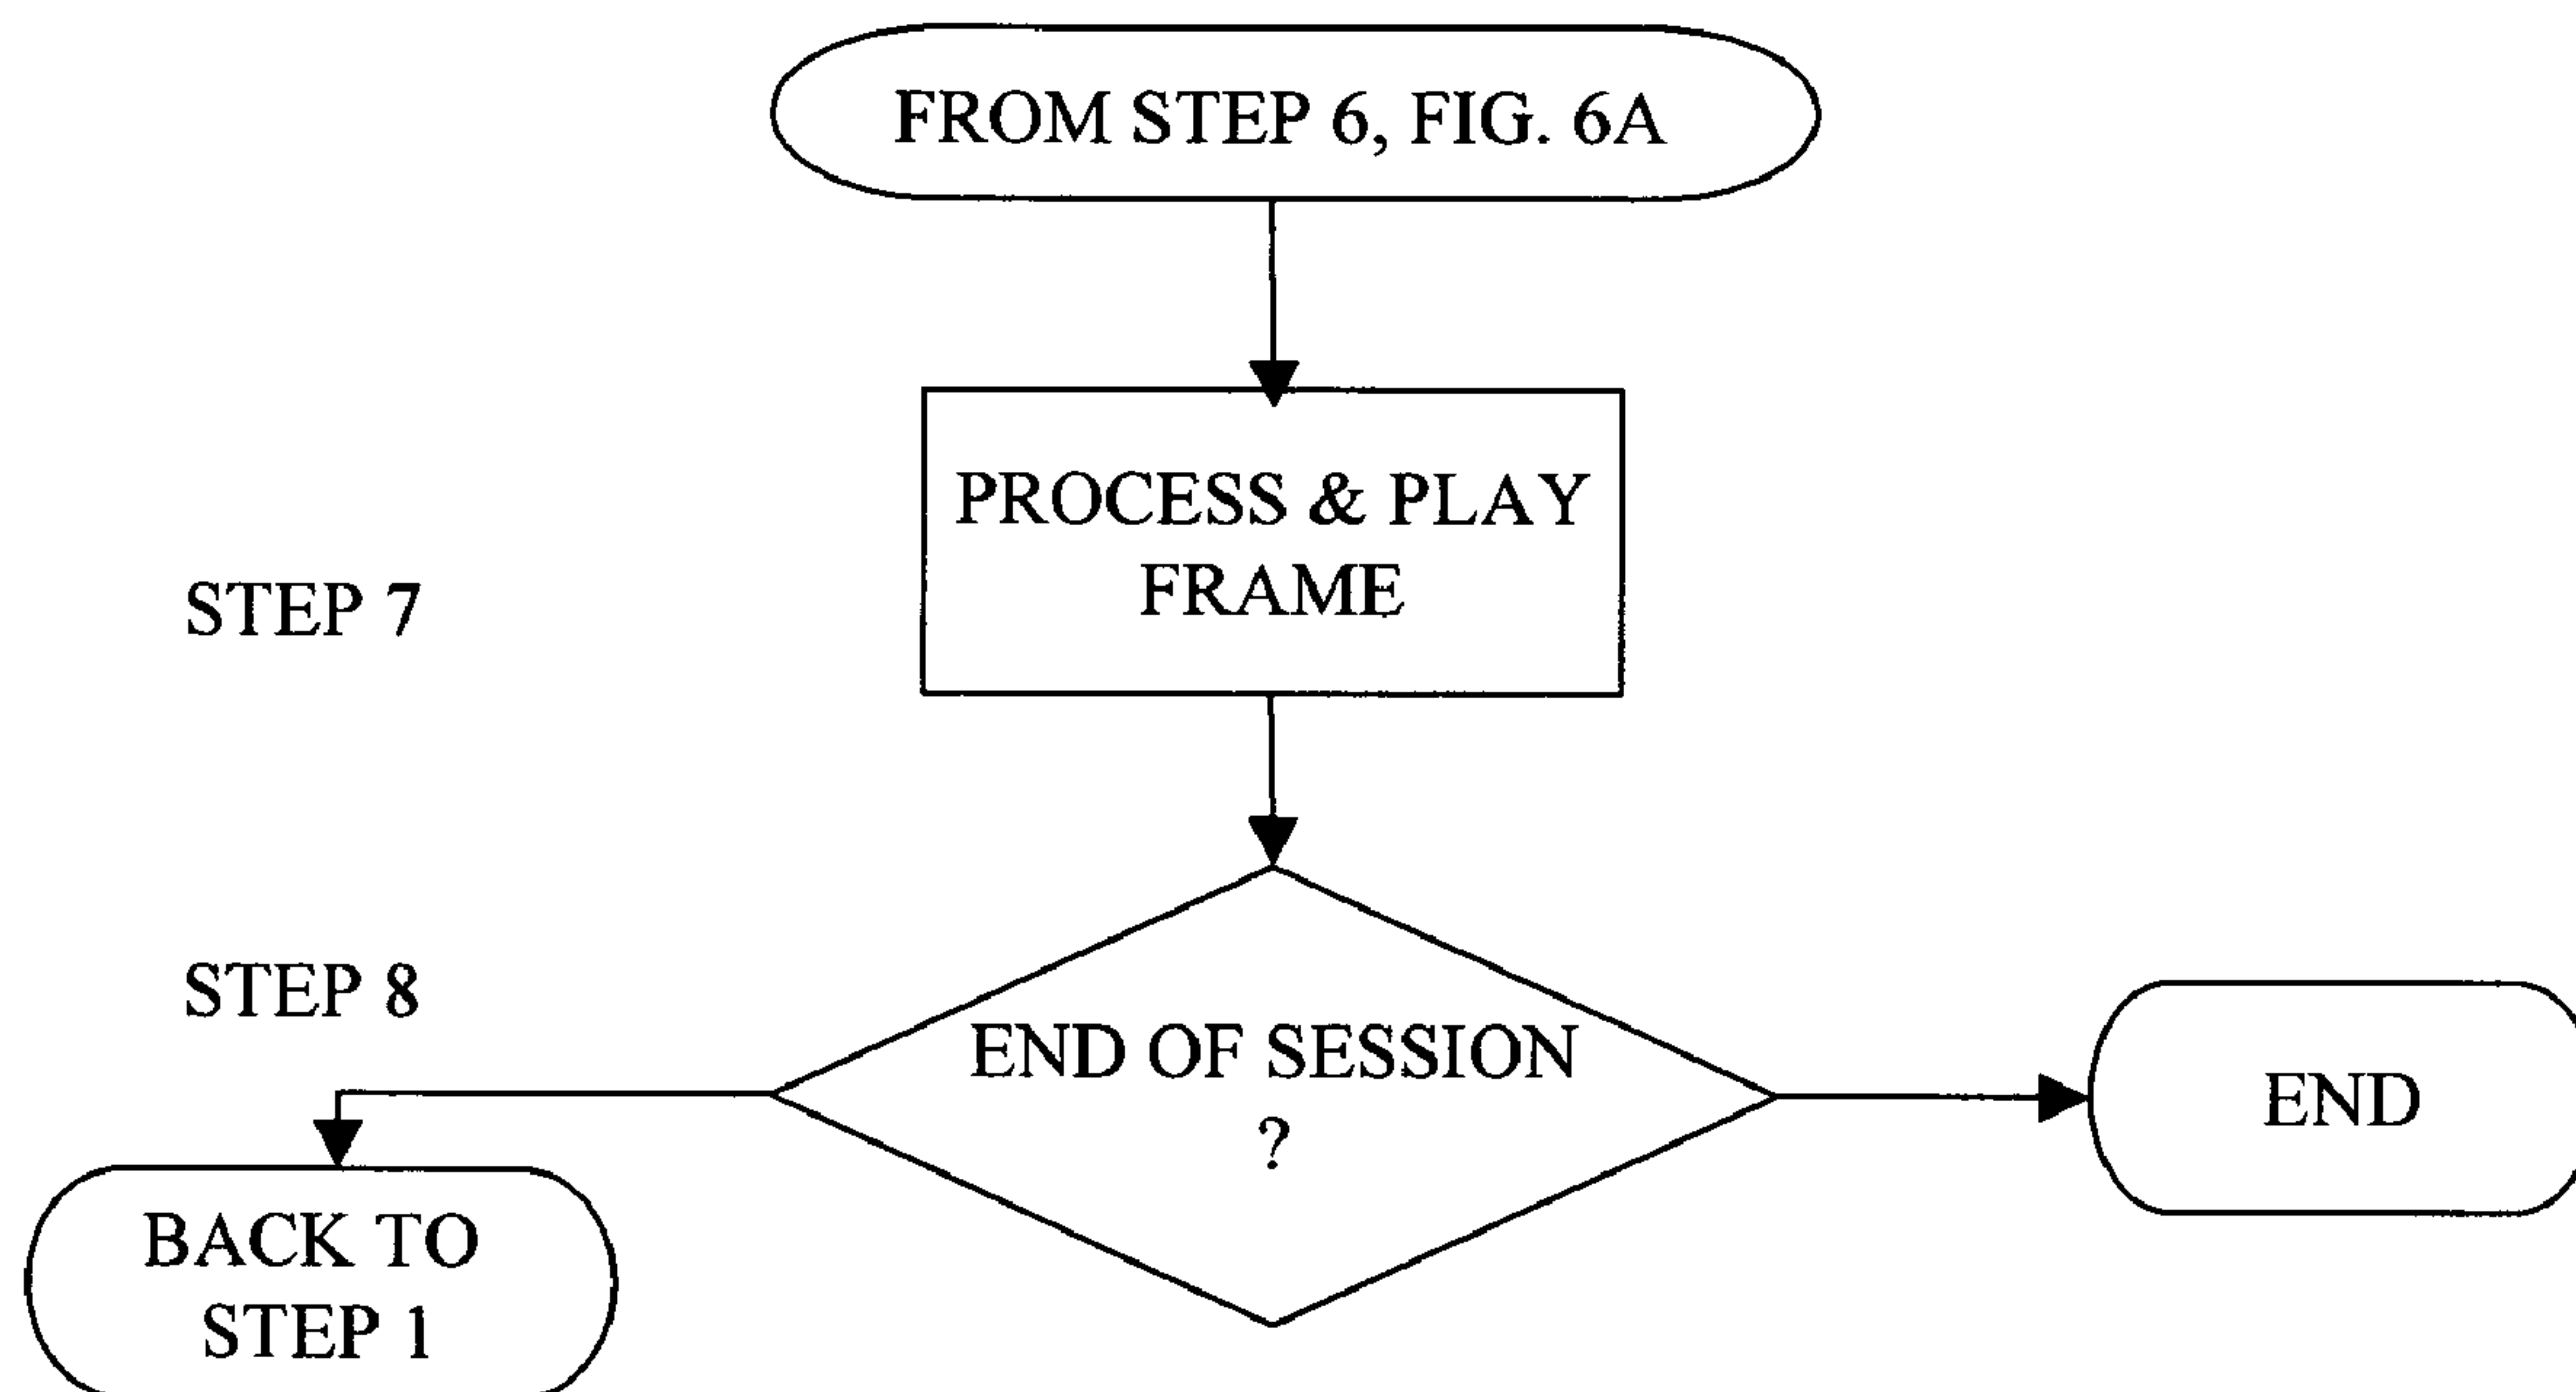 FROM STEP 6, FIG. 6A
PROCESS & PLAY
FRAME
STEP 7
STEP 8
END OF SESSION
?
END
BACK TO
STEP 1